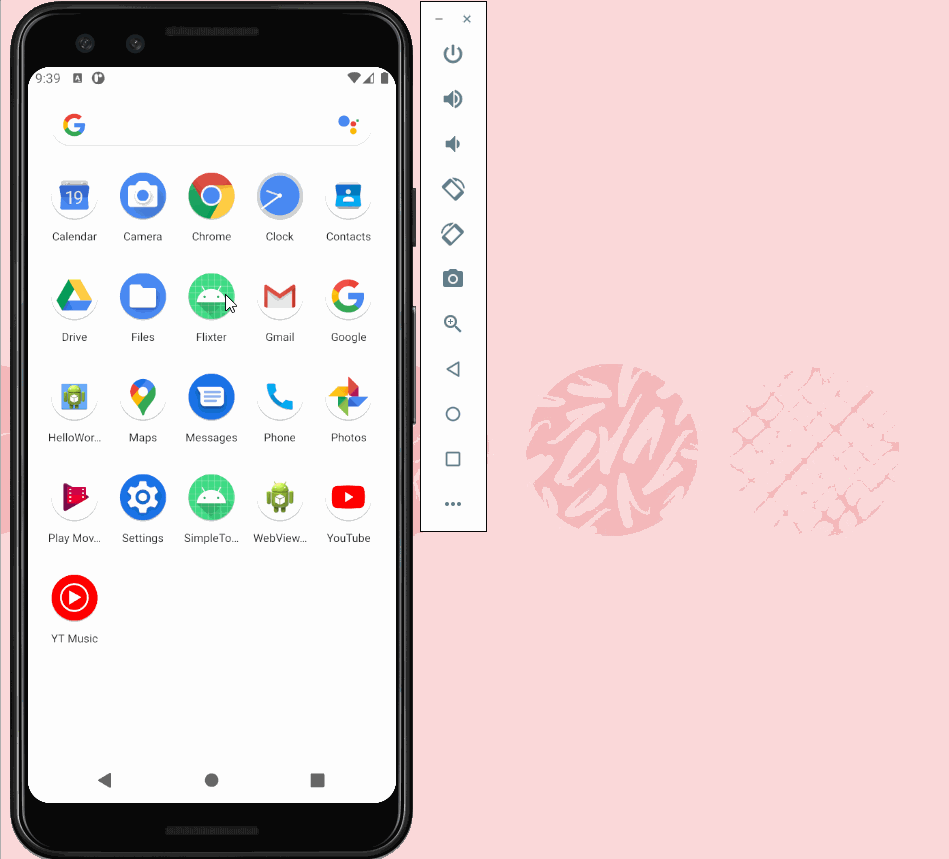 9:39
19
Calendar Camera Chrome Clock Contacts
Drive Files Flixter Gmail Google
HelloWor... Maps Messages Phone Photos
Play Mov... Settings SimpleTo... WebView... YouTube
YT Music